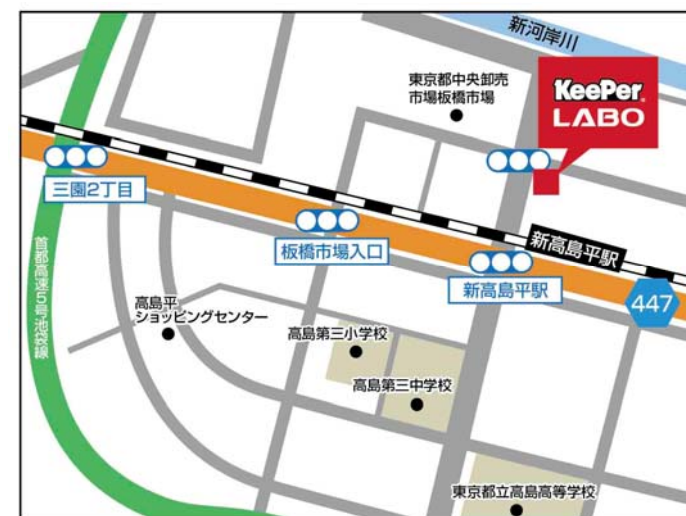 新河岸川
東京都中央卸売
市場板橋市場
KeePer
LABO
三園2丁目
板橋市場入口
新高島平駅
新高島平駅
447
首都高速5号池袋線
高島平
ショッピングセンター
高島第三小学校
高島第三中学校
東京都立高島高等学校